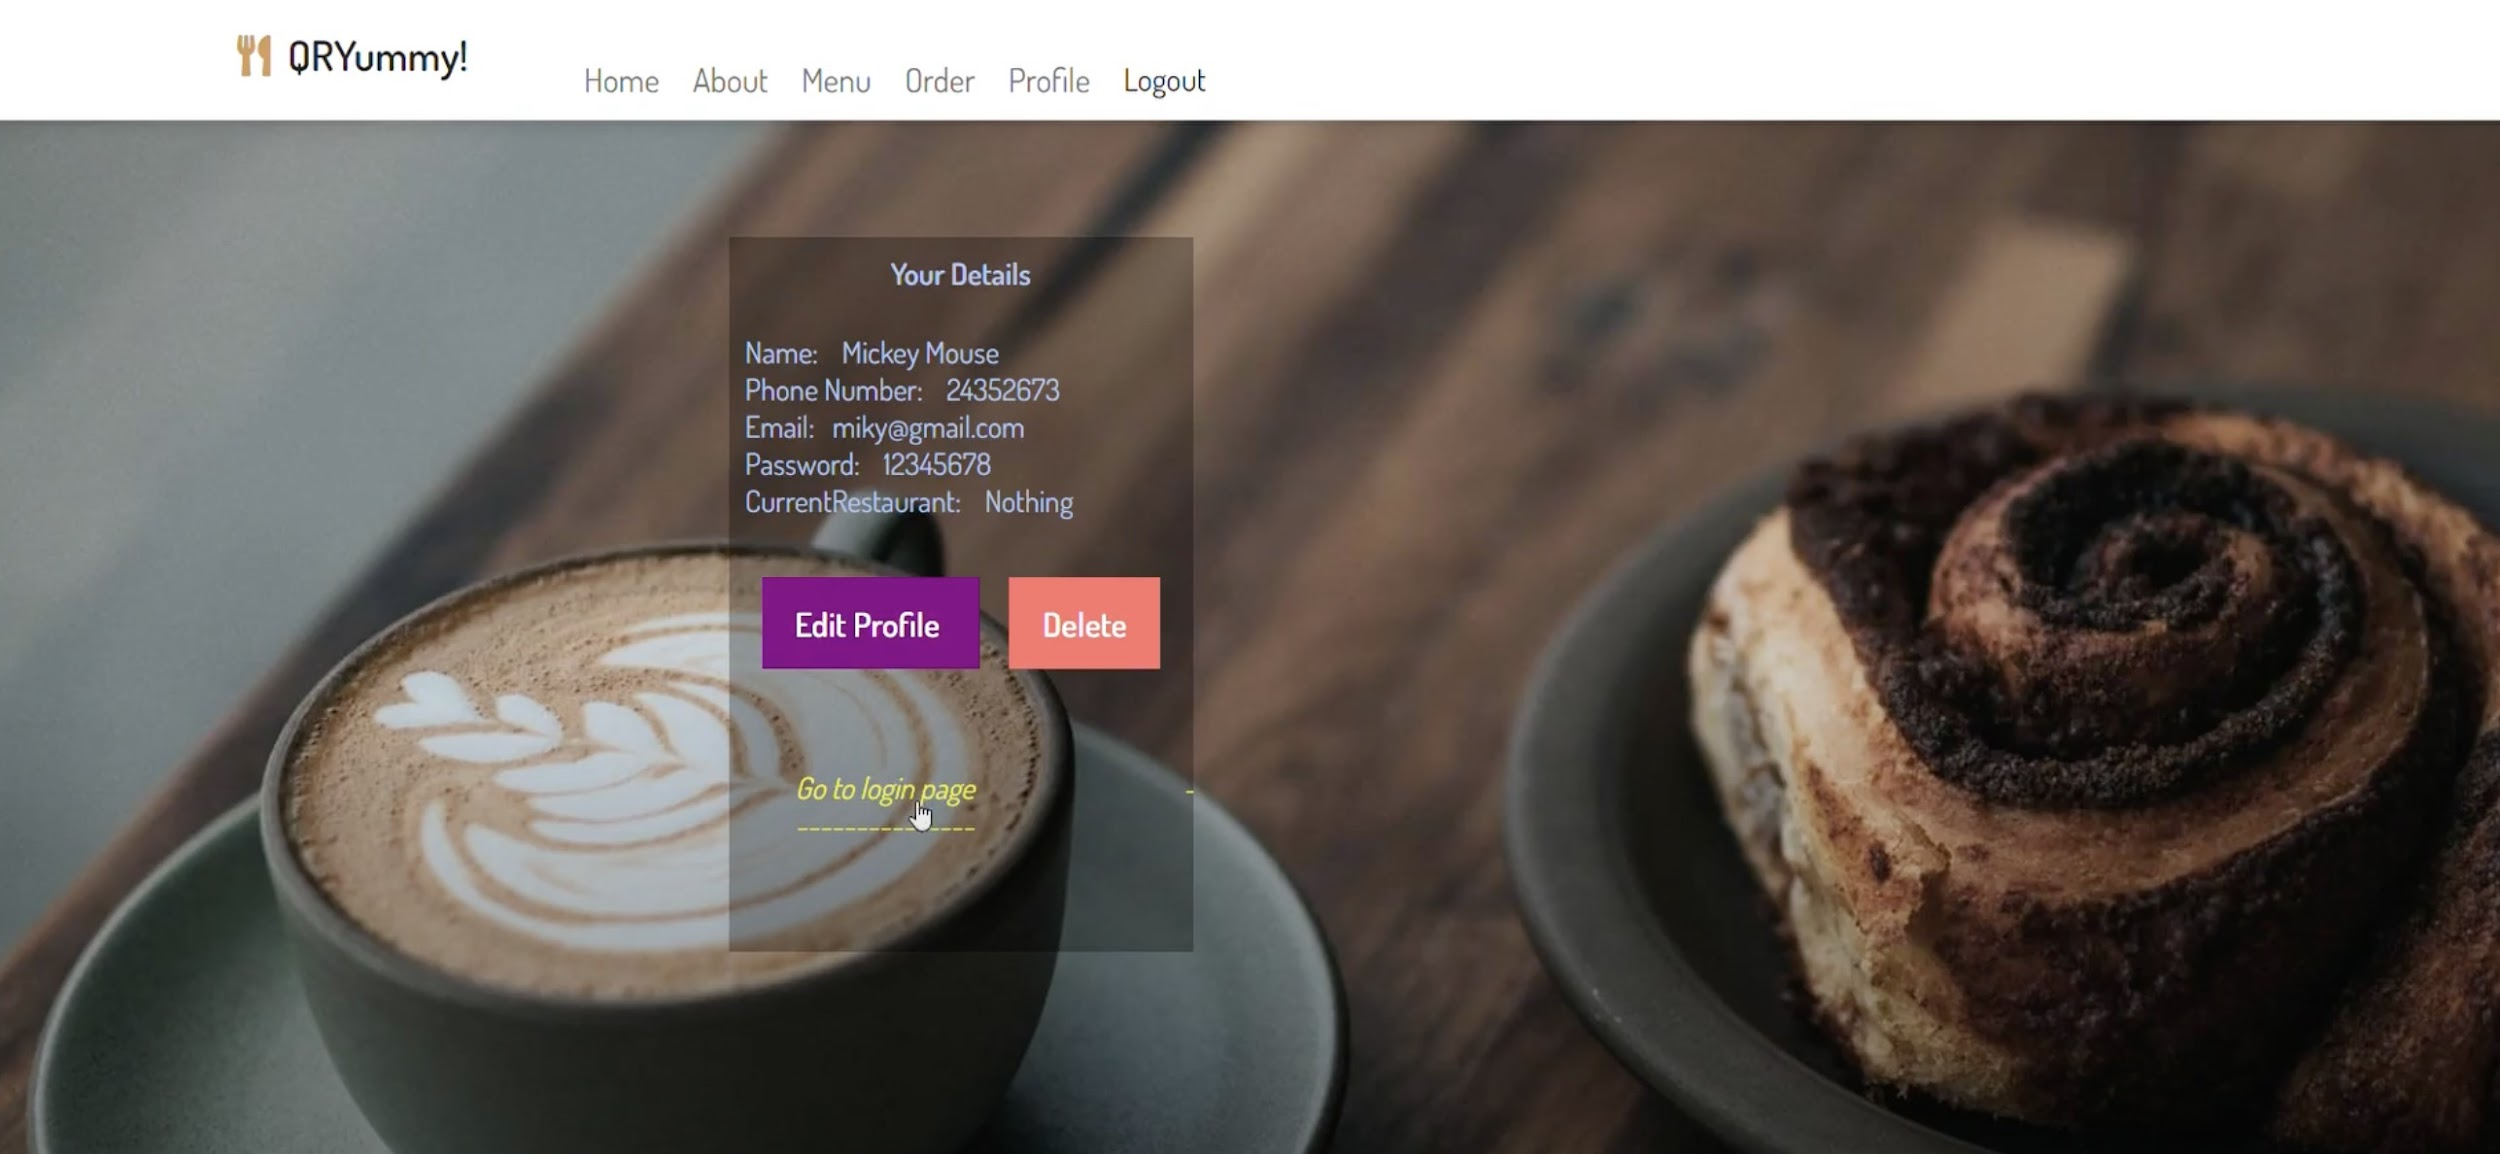 QRYummy!
Home About Menu Order Profile Logout
Your Details
Name: Mickey Mouse
Phone Number: 24352673
Email: miky@gmail.com
Password: 12345678
CurrentRestaurant: Nothing
Edit Profile Delete
Go to login page